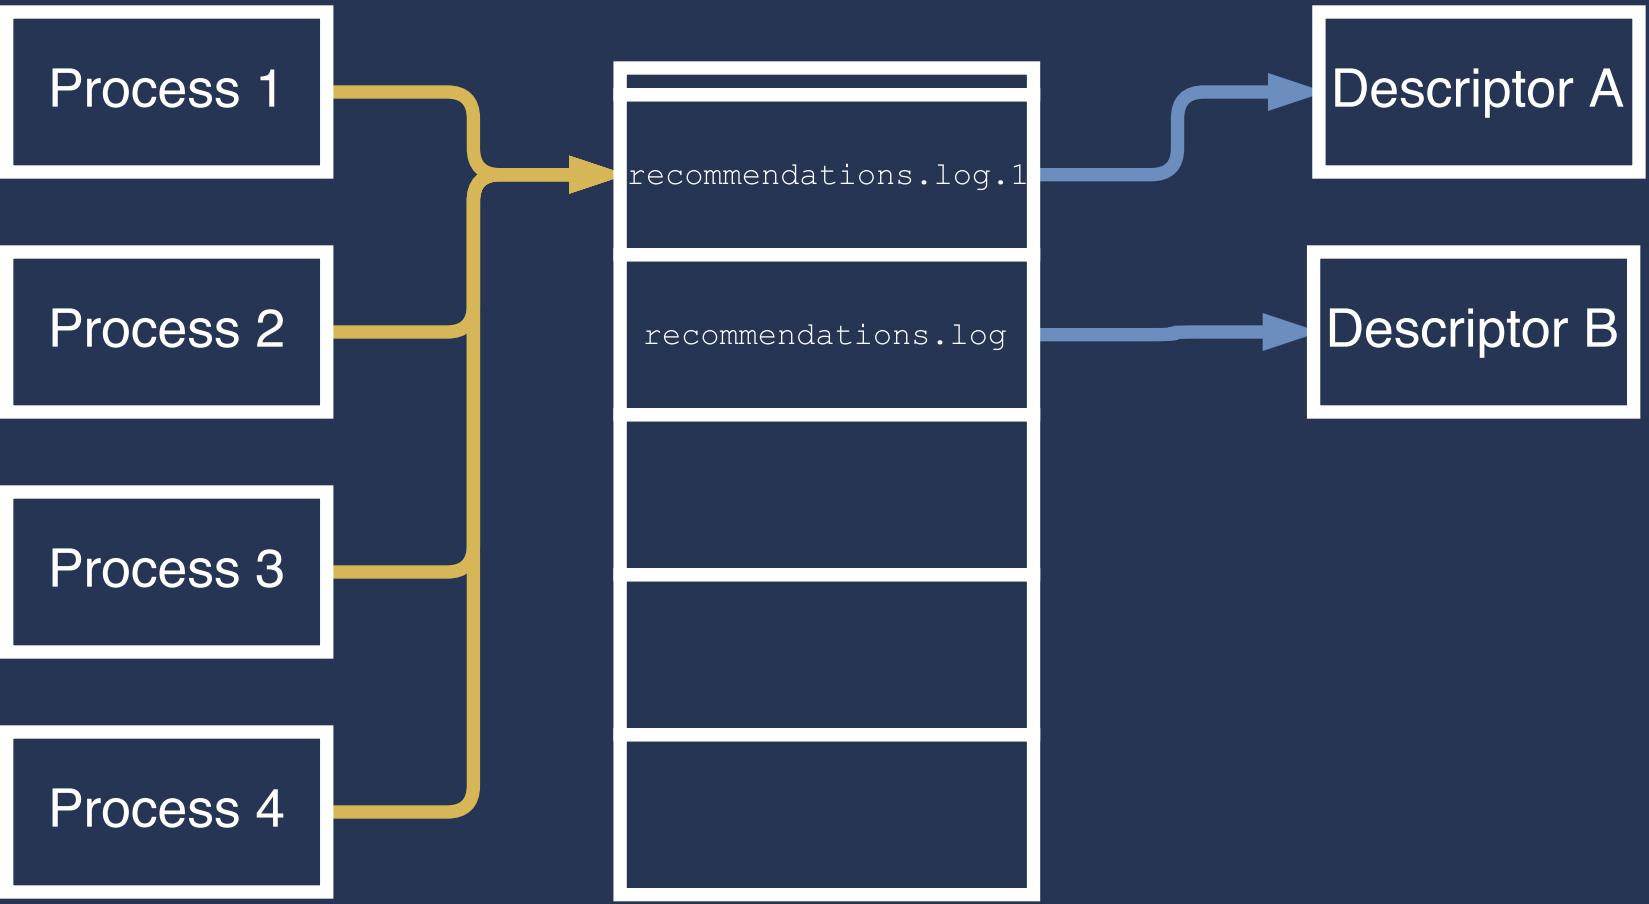 Process 1
Descriptor A
recommendations.log.1
Process 2
recommendations.log
Descriptor B
Process 3
Process 4